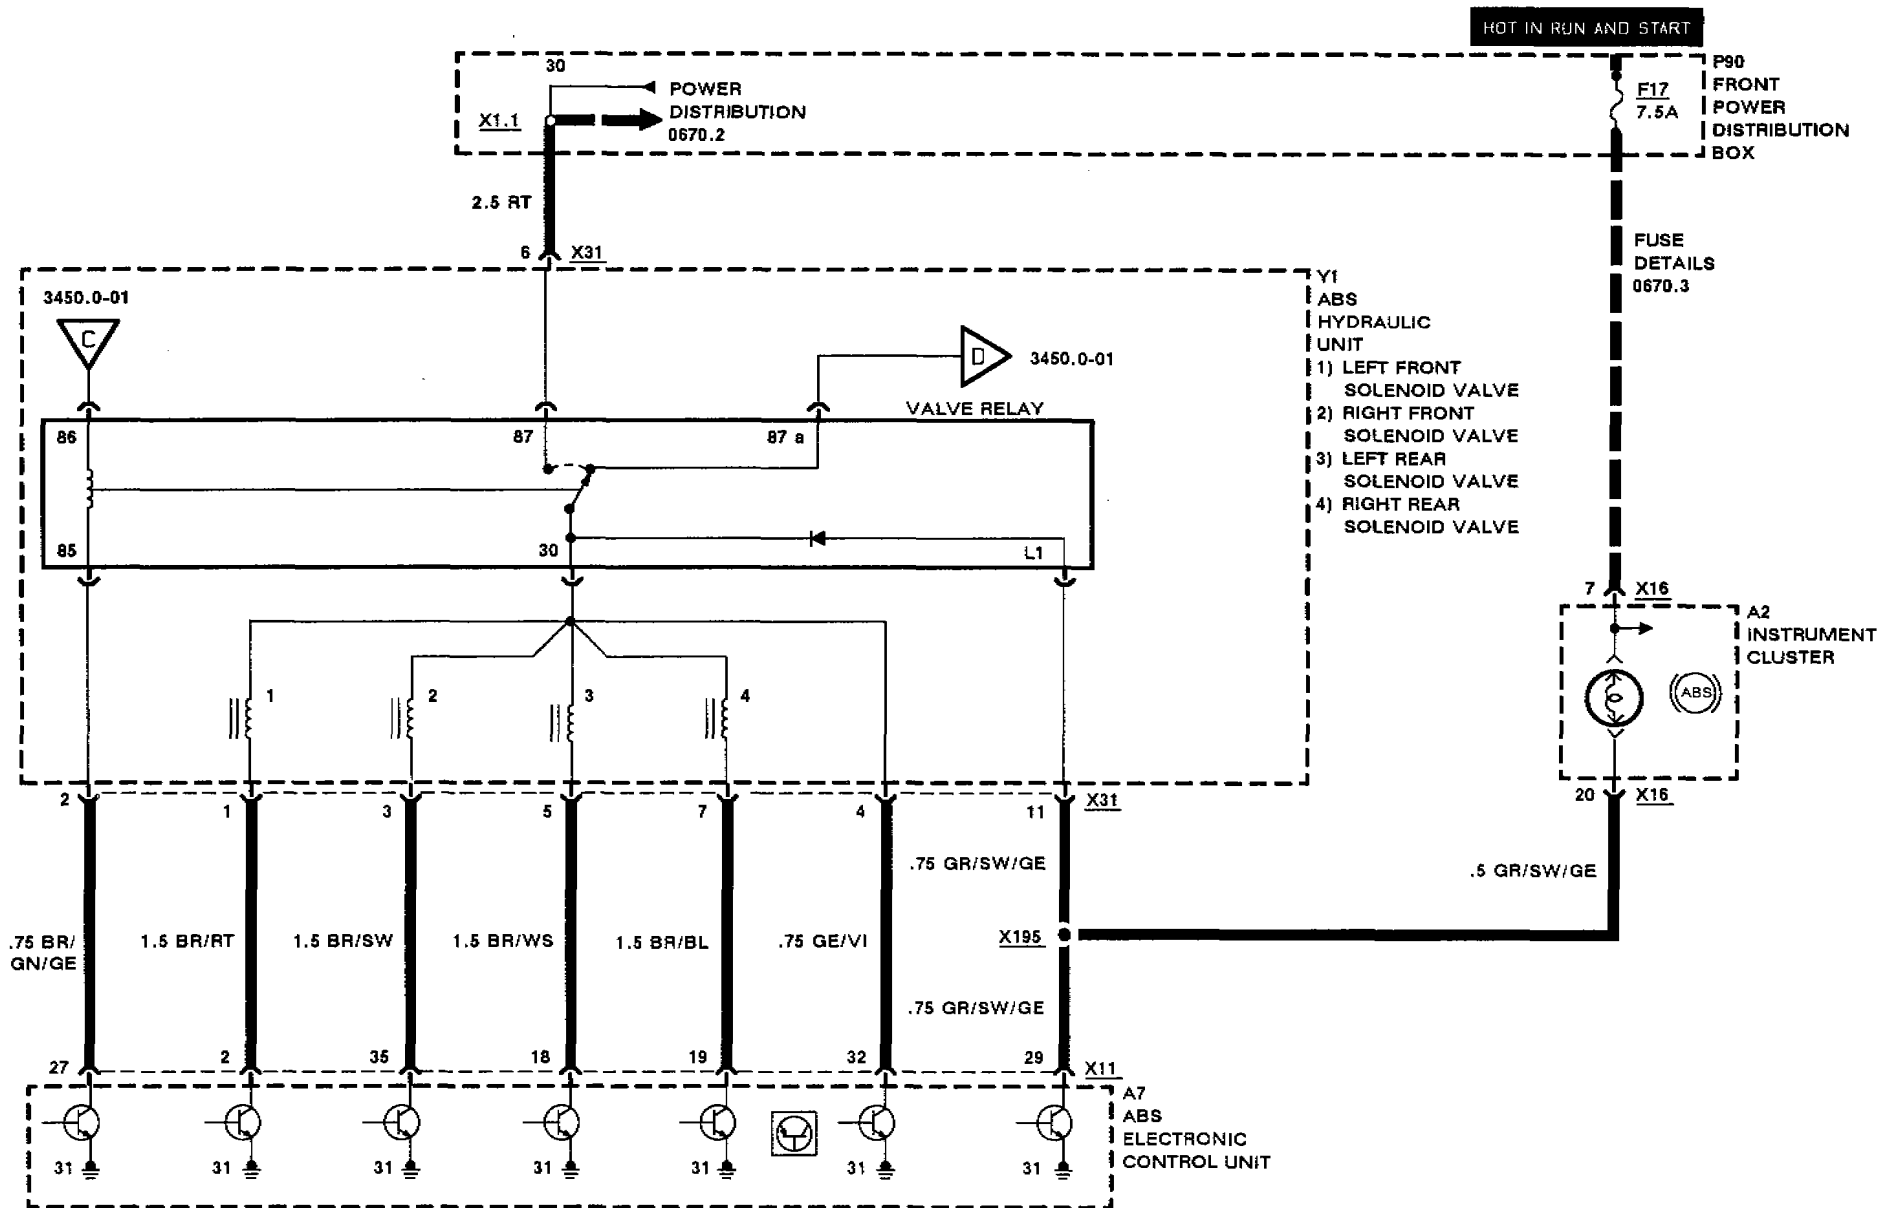 HOT IN RUN AND START
30
POWER
DISTRIBUTION
0670.2
X1.1
F17
7.5A
P90
FRONT
POWER
DISTRIBUTION
BOX
2.5 RT
6 X31
FUSE
DETAILS
0670.3
3450.0-01
C
D
3450.0-01
Y1
ABS
HYDRAULIC
UNIT
1) LEFT FRONT
SOLENOID VALVE
2) RIGHT FRONT
SOLENOID VALVE
3) LEFT REAR
SOLENOID VALVE
4) RIGHT REAR
SOLENOID VALVE
VALVE RELAY
86 87 87 a
85 30 L1
7 X16
A2
INSTRUMENT
CLUSTER
ABS
1 2 3 4
20 X16
2 1 3 5 7 4 11 X31
.75 GR/SW/GE
.5 GR/SW/GE
.75 BR/
GN/GE
1.5 BR/RT
1.5 BR/SW
1.5 BR/WS
1.5 BR/BL
.75 GE/VI
X195
.75 GR/SW/GE
27 2 35 18 19 32 29 X11
A7
ABS
ELECTRONIC
CONTROL UNIT
31 31 31 31 31 31 31